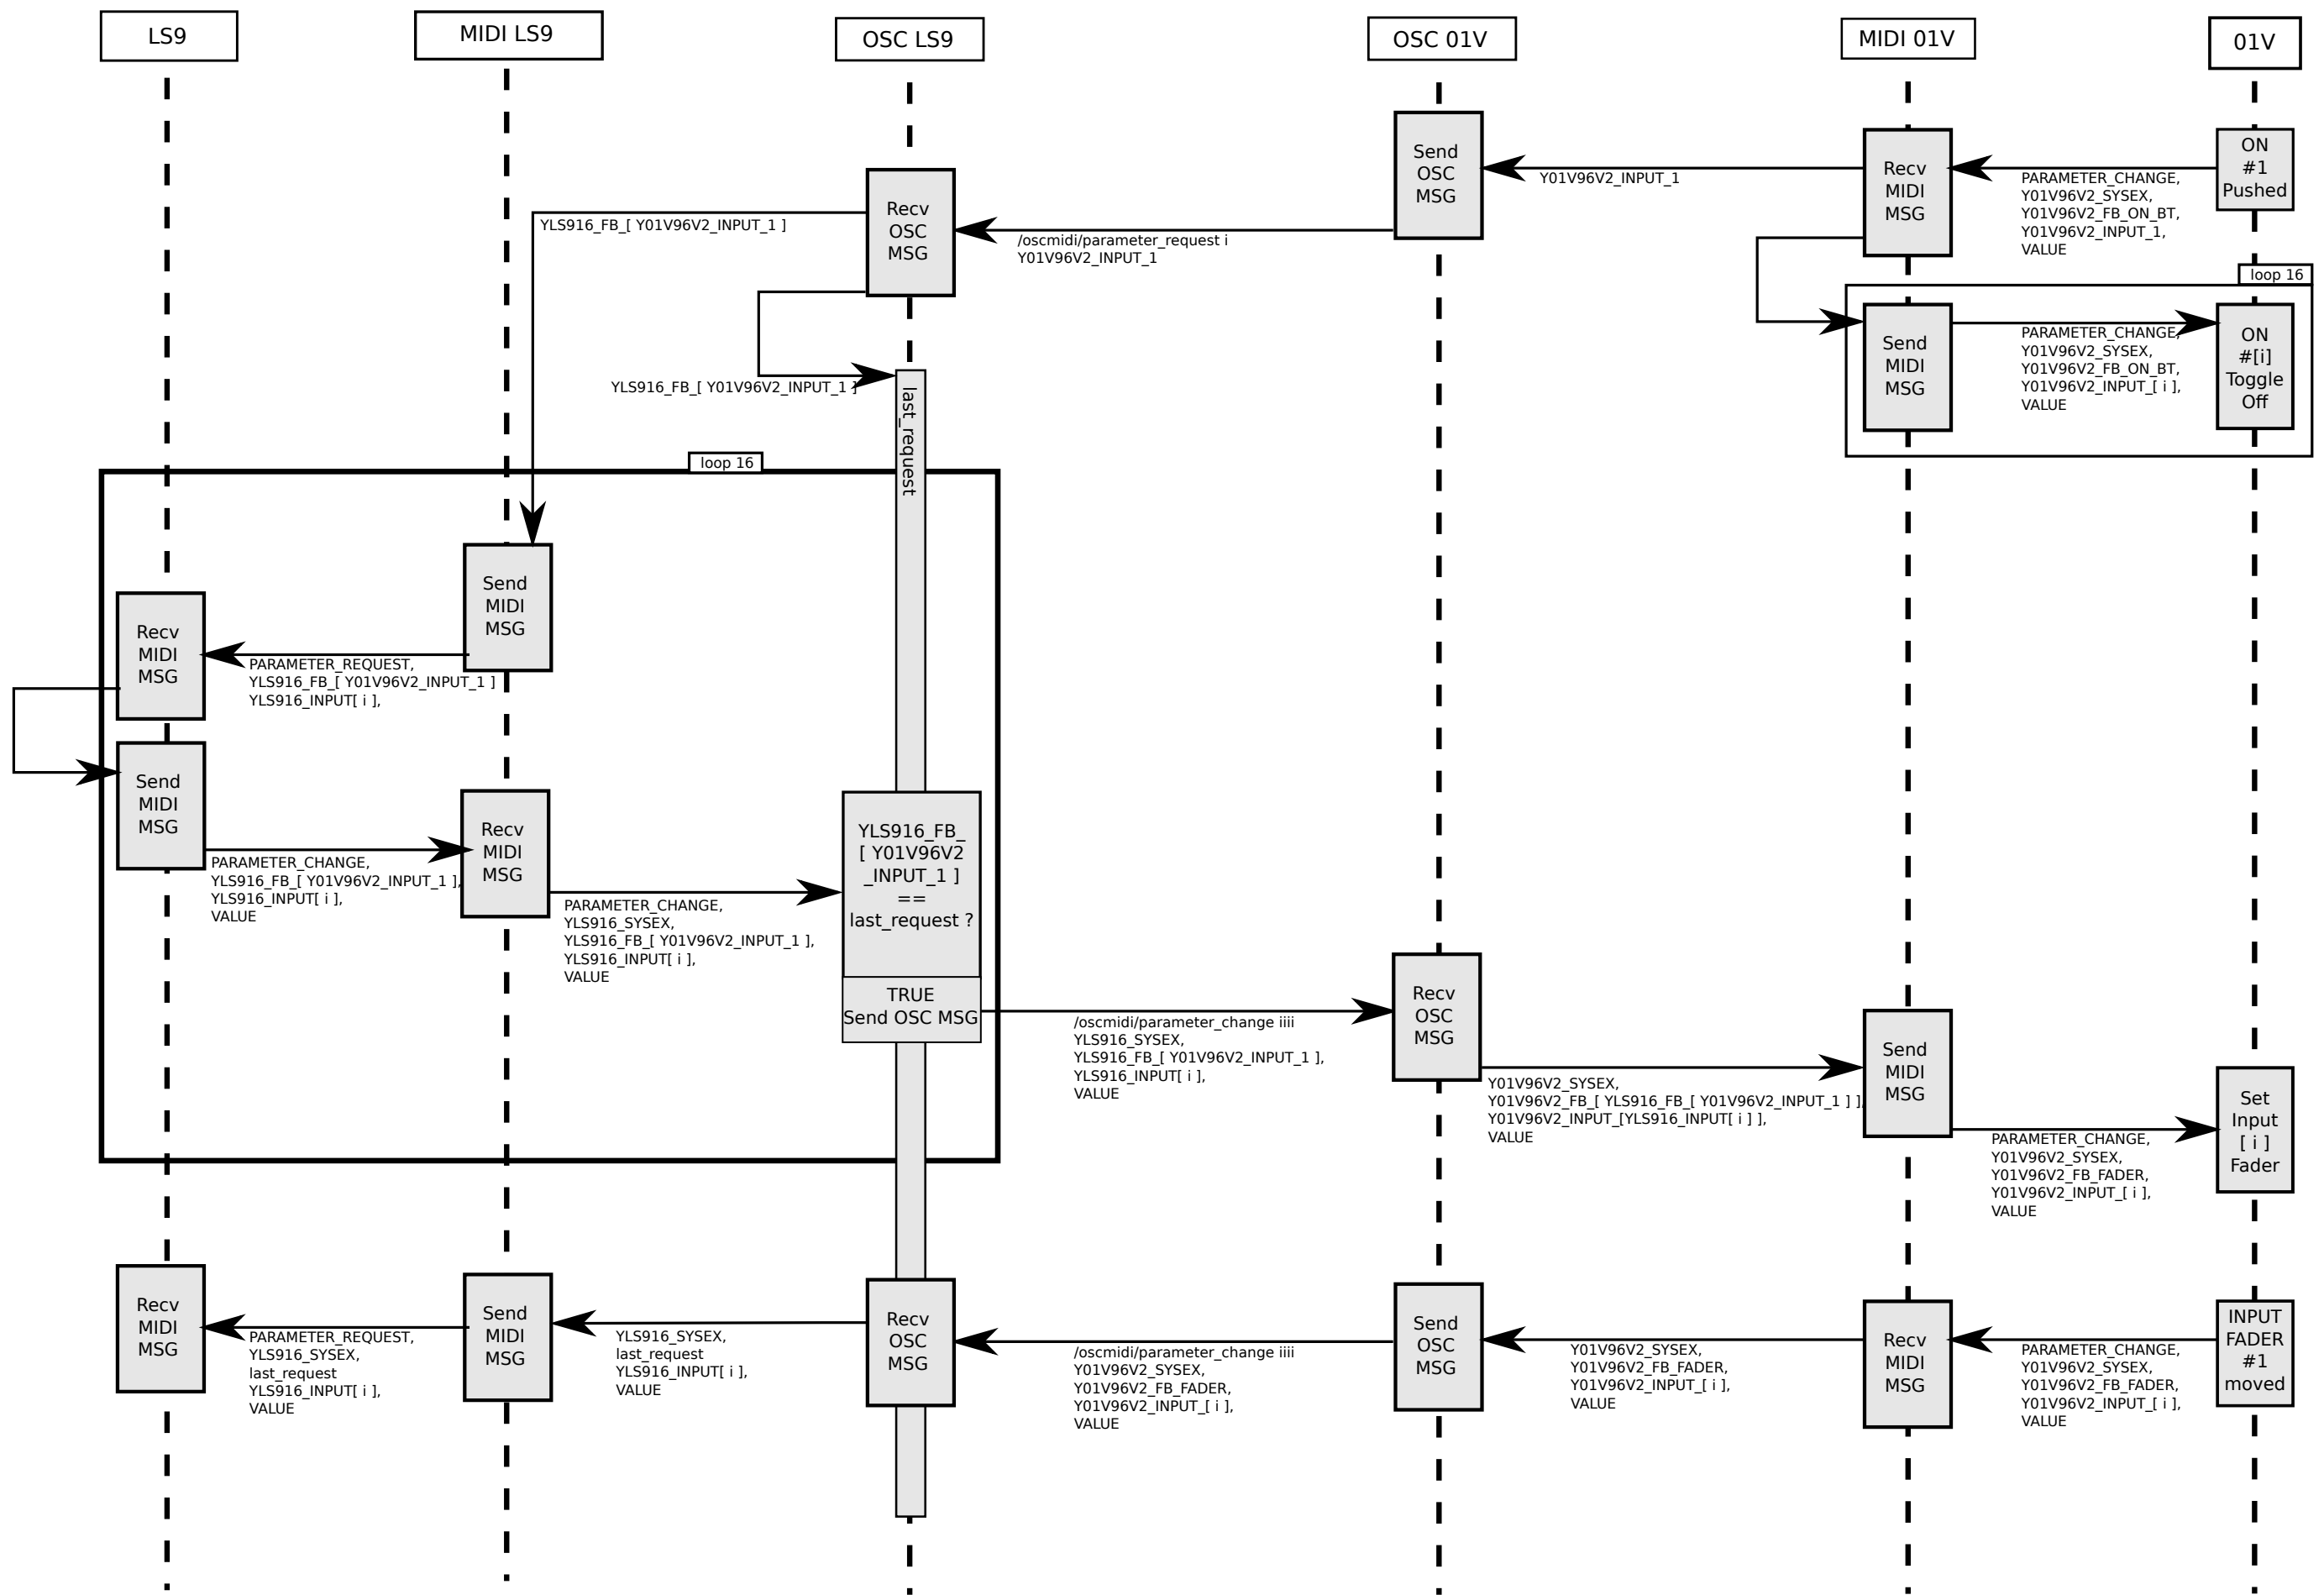 LS9
MIDI LS9
OSC LS9
OSC 01V
MIDI 01V
01V
Send
OSC
MSG
Recv
MIDI
MSG
ON
#1
Pushed
Y01V96V2_INPUT_1
PARAMETER_CHANGE,
Y01V96V2_SYSEX,
Y01V96V2_FB_ON_BT,
Y01V96V2_INPUT_1,
VALUE
Recv
OSC
MSG
YLS916_FB_[ Y01V96V2_INPUT_1 ]
/oscmidi/parameter_request i
Y01V96V2_INPUT_1
loop 16
Send
MIDI
MSG
PARAMETER_CHANGE,
Y01V96V2_SYSEX,
Y01V96V2_FB_ON_BT,
Y01V96V2_INPUT_[ i ],
VALUE
ON
#[i]
Toggle
Off
YLS916_FB_[ Y01V96V2_INPUT_1 ]
last_request
loop 16
Send
MIDI
MSG
Recv
MIDI
MSG
PARAMETER_REQUEST,
YLS916_FB_[ Y01V96V2_INPUT_1 ]
YLS916_INPUT[ i ],
Send
MIDI
MSG
PARAMETER_CHANGE,
YLS916_FB_[ Y01V96V2_INPUT_1 ],
YLS916_INPUT[ i ],
VALUE
Recv
MIDI
MSG
PARAMETER_CHANGE,
YLS916_SYSEX,
YLS916_FB_[ Y01V96V2_INPUT_1 ],
YLS916_INPUT[ i ],
VALUE
YLS916_FB_
[ Y01V96V2
_INPUT_1 ]
==
last_request ?
TRUE
Send OSC MSG
/oscmidi/parameter_change iiii
YLS916_SYSEX,
YLS916_FB_[ Y01V96V2_INPUT_1 ],
YLS916_INPUT[ i ],
VALUE
Recv
OSC
MSG
Y01V96V2_SYSEX,
Y01V96V2_FB_[ YLS916_FB_[ Y01V96V2_INPUT_1 ] ],
Y01V96V2_INPUT_[YLS916_INPUT[ i ] ],
VALUE
Send
MIDI
MSG
PARAMETER_CHANGE,
Y01V96V2_SYSEX,
Y01V96V2_FB_FADER,
Y01V96V2_INPUT_[ i ],
VALUE
Set
Input
[ i ]
Fader
Recv
MIDI
MSG
PARAMETER_REQUEST,
YLS916_SYSEX,
last_request
YLS916_INPUT[ i ],
VALUE
Send
MIDI
MSG
YLS916_SYSEX,
last_request
YLS916_INPUT[ i ],
VALUE
Recv
OSC
MSG
/oscmidi/parameter_change iiii
Y01V96V2_SYSEX,
Y01V96V2_FB_FADER,
Y01V96V2_INPUT_[ i ],
VALUE
Send
OSC
MSG
Y01V96V2_SYSEX,
Y01V96V2_FB_FADER,
Y01V96V2_INPUT_[ i ],
VALUE
Recv
MIDI
MSG
PARAMETER_CHANGE,
Y01V96V2_SYSEX,
Y01V96V2_FB_FADER,
Y01V96V2_INPUT_[ i ],
VALUE
INPUT
FADER
#1
moved